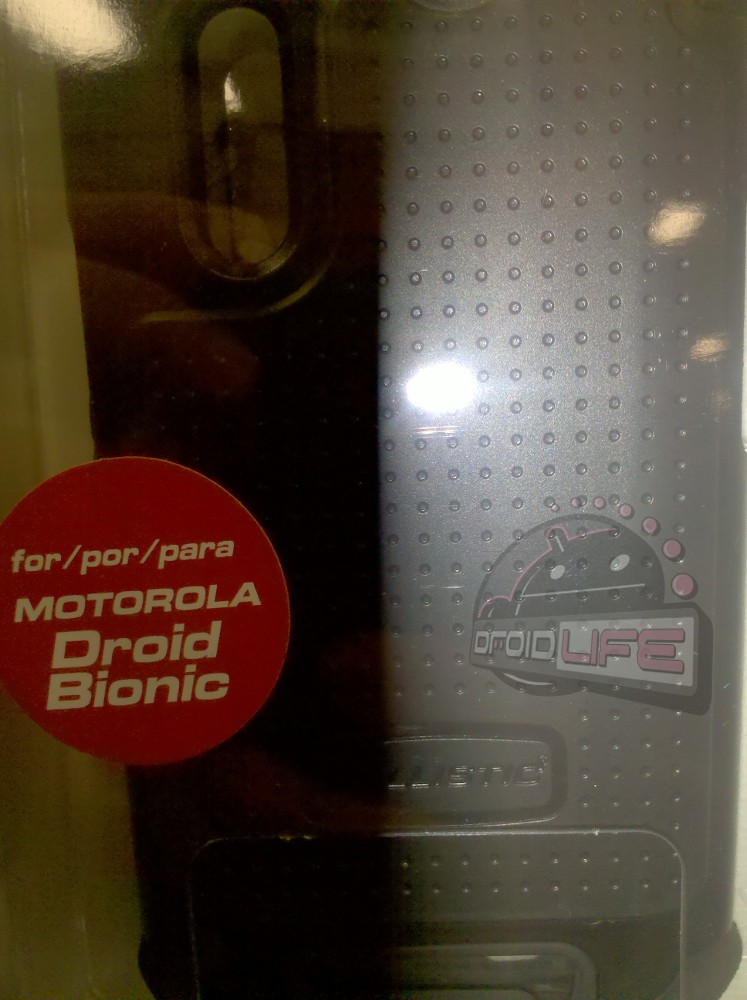 for/por/para
MOTOROLA
Droid
Bionic
DROID LIFE